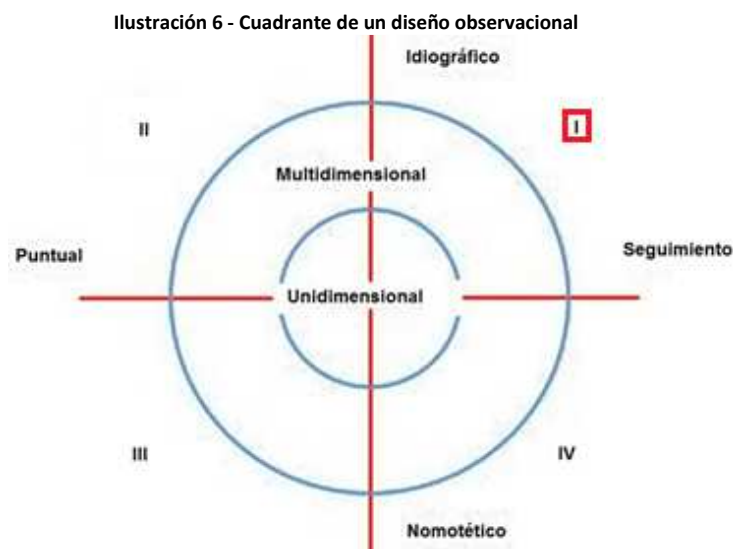 Ilustración 6 - Cuadrante de un diseño observacional
Idiográfico
II
I
Multidimensional
Puntual
Seguimiento
Unidimensional
III
IV
Nomotético